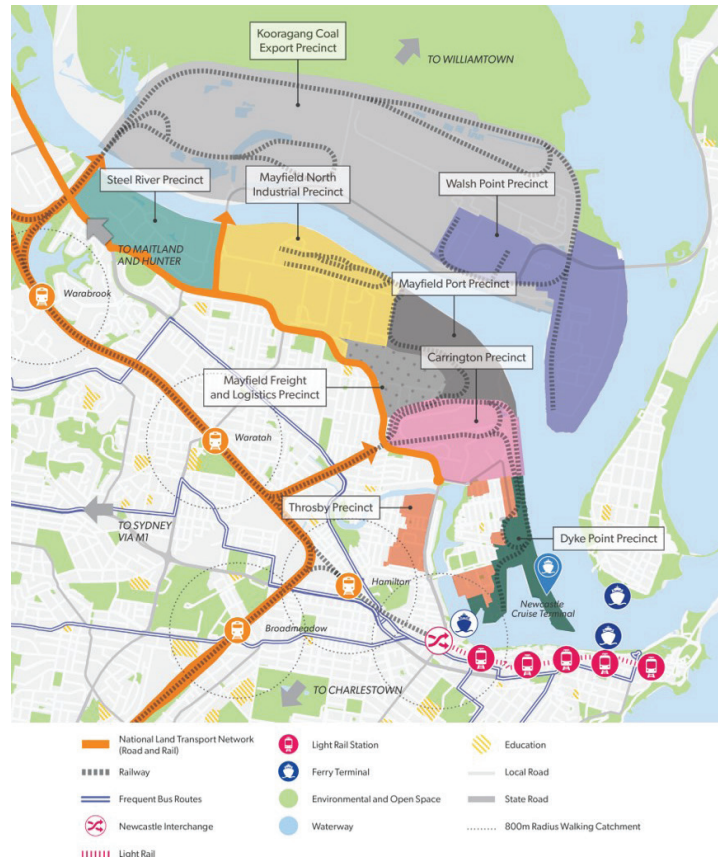 Kooragang Coal
Export Precinct
TO WILLIAMTOWN
Steel River Precinct
Mayfield North
Industrial Precinct
Walsh Point Precinct
TO MAITLAND
AND HUNTER
Warabrook
Mayfield Port Precinct
Carrington Precinct
Mayfield Freight
and Logistics Precinct
Waratah
TO SYDNEY
VIA M1
Throsby Precinct
Dyke Point Precinct
Hamilton
Newcastle
Cruise Terminal
Broadmeadow
TO CHARLESTOWN
National Land Transport Network
(Road and Rail)
Railway
Frequent Bus Routes
Newcastle Interchange
Light Rail
Light Rail Station
Ferry Terminal
Environmental and Open Space
Waterway
Education
Local Road
State Road
800m Radius Walking Catchment